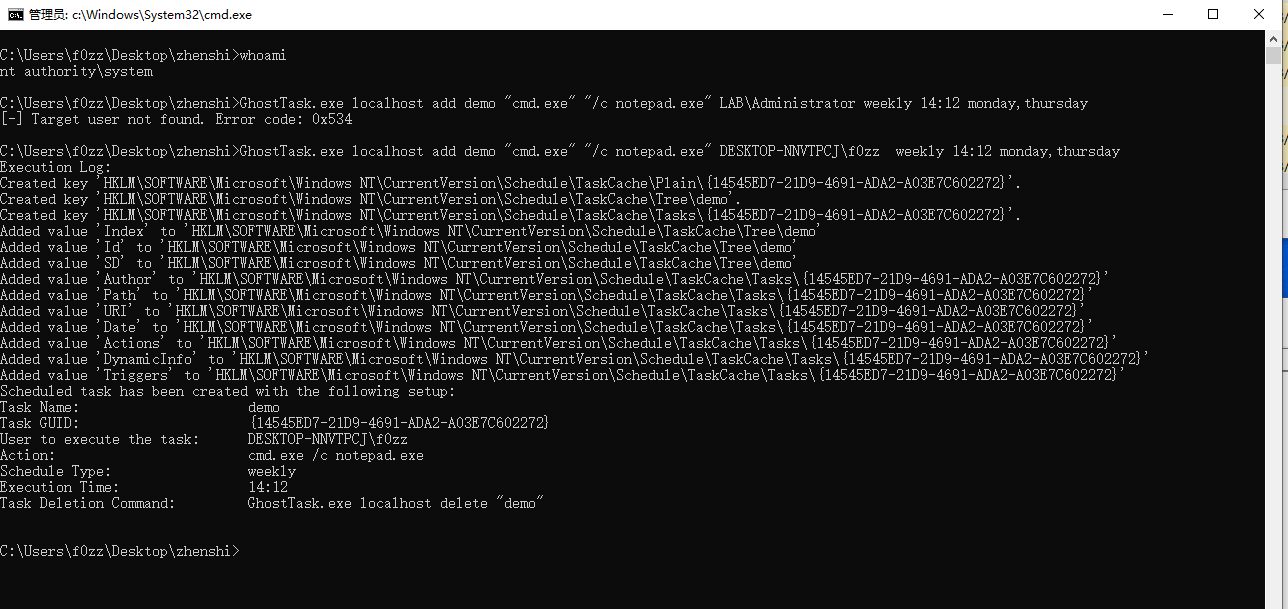 管理员: c:\Windows\System32\cmd.exe
C:\Users\f0zz\Desktop\zhenshi>whoami
nt authority\system
C:\Users\f0zz\Desktop\zhenshi>GhostTask.exe localhost add demo "cmd.exe" "/c notepad.exe" LAB\Administrator weekly 14:12 monday,thursday
[-] Target user not found. Error code: 0x534
C:\Users\f0zz\Desktop\zhenshi>GhostTask.exe localhost add demo "cmd.exe" "/c notepad.exe" DESKTOP-NNVTPCJ\f0zz  weekly 14:12 monday,thursday
Execution Log:
Created key 'HKLM\SOFTWARE\Microsoft\Windows NT\CurrentVersion\Schedule\TaskCache\Plain\{14545ED7-21D9-4691-ADA2-A03E7C602272}'.
Created key 'HKLM\SOFTWARE\Microsoft\Windows NT\CurrentVersion\Schedule\TaskCache\Tree\demo'.
Created key 'HKLM\SOFTWARE\Microsoft\Windows NT\CurrentVersion\Schedule\TaskCache\Tasks\{14545ED7-21D9-4691-ADA2-A03E7C602272}'.
Added value 'Index' to 'HKLM\SOFTWARE\Microsoft\Windows NT\CurrentVersion\Schedule\TaskCache\Tree\demo'
Added value 'Id' to 'HKLM\SOFTWARE\Microsoft\Windows NT\CurrentVersion\Schedule\TaskCache\Tree\demo'
Added value 'SD' to 'HKLM\SOFTWARE\Microsoft\Windows NT\CurrentVersion\Schedule\TaskCache\Tree\demo'
Added value 'Author' to 'HKLM\SOFTWARE\Microsoft\Windows NT\CurrentVersion\Schedule\TaskCache\Tasks\{14545ED7-21D9-4691-ADA2-A03E7C602272}'
Added value 'Path' to 'HKLM\SOFTWARE\Microsoft\Windows NT\CurrentVersion\Schedule\TaskCache\Tasks\{14545ED7-21D9-4691-ADA2-A03E7C602272}'
Added value 'URI' to 'HKLM\SOFTWARE\Microsoft\Windows NT\CurrentVersion\Schedule\TaskCache\Tasks\{14545ED7-21D9-4691-ADA2-A03E7C602272}'
Added value 'Date' to 'HKLM\SOFTWARE\Microsoft\Windows NT\CurrentVersion\Schedule\TaskCache\Tasks\{14545ED7-21D9-4691-ADA2-A03E7C602272}'
Added value 'Actions' to 'HKLM\SOFTWARE\Microsoft\Windows NT\CurrentVersion\Schedule\TaskCache\Tasks\{14545ED7-21D9-4691-ADA2-A03E7C602272}'
Added value 'DynamicInfo' to 'HKLM\SOFTWARE\Microsoft\Windows NT\CurrentVersion\Schedule\TaskCache\Tasks\{14545ED7-21D9-4691-ADA2-A03E7C602272}'
Added value 'Triggers' to 'HKLM\SOFTWARE\Microsoft\Windows NT\CurrentVersion\Schedule\TaskCache\Tasks\{14545ED7-21D9-4691-ADA2-A03E7C602272}'
Scheduled task has been created with the following setup:
Task Name: demo
Task GUID: {14545ED7-21D9-4691-ADA2-A03E7C602272}
User to execute the task: DESKTOP-NNVTPCJ\f0zz
Action: cmd.exe /c notepad.exe
Schedule Type: weekly
Execution Time: 14:12
Task Deletion Command: GhostTask.exe localhost delete "demo"
C:\Users\f0zz\Desktop\zhenshi>